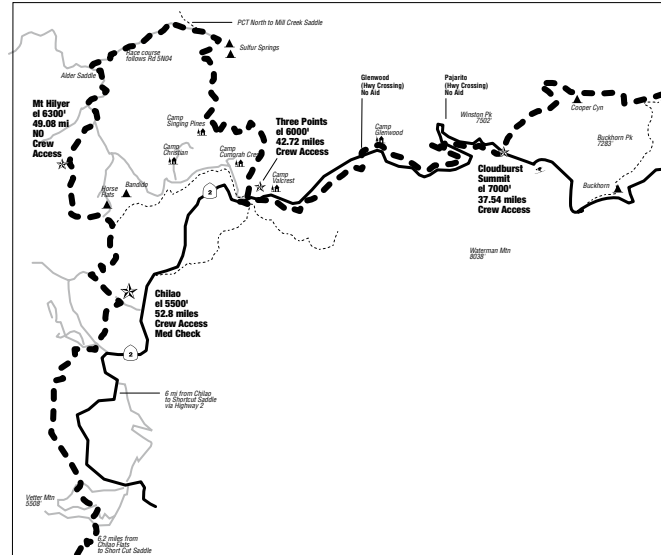 PCT North to Mill Creek Saddle
Sulfur Springs
Race course
follows Rd 5N04
Alder Saddle
Mt Hilyer
el 6300'
49.08 mi
NO
Crew
Access
Camp
Singing Pines
Camp
Christian
Camp
Cumorah Crest
Three Points
el 6000'
42.72 miles
Crew Access
Camp
Valcrest
Horse
Flats
Bandido
2
Glenwood
(Hwy Crossing)
No Aid
Camp
Glenwood
Pajarito
(Hwy Crossing)
No Aid
Winston Pk
7502'
Cooper Cyn
Buckhorn Pk
7283'
Cloudburst
Summit
el 7000'
37.54 miles
Crew Access
Buckhorn
Waterman Mtn
8038'
Chilao
el 5500'
52.8 miles
Crew Access
Med Check
2
6 mi from Chilao
to Shortcut Saddle
via Highway 2
Vetter Mtn
5508'
6.2 miles from
Chilao Flats
to Short Cut Saddle